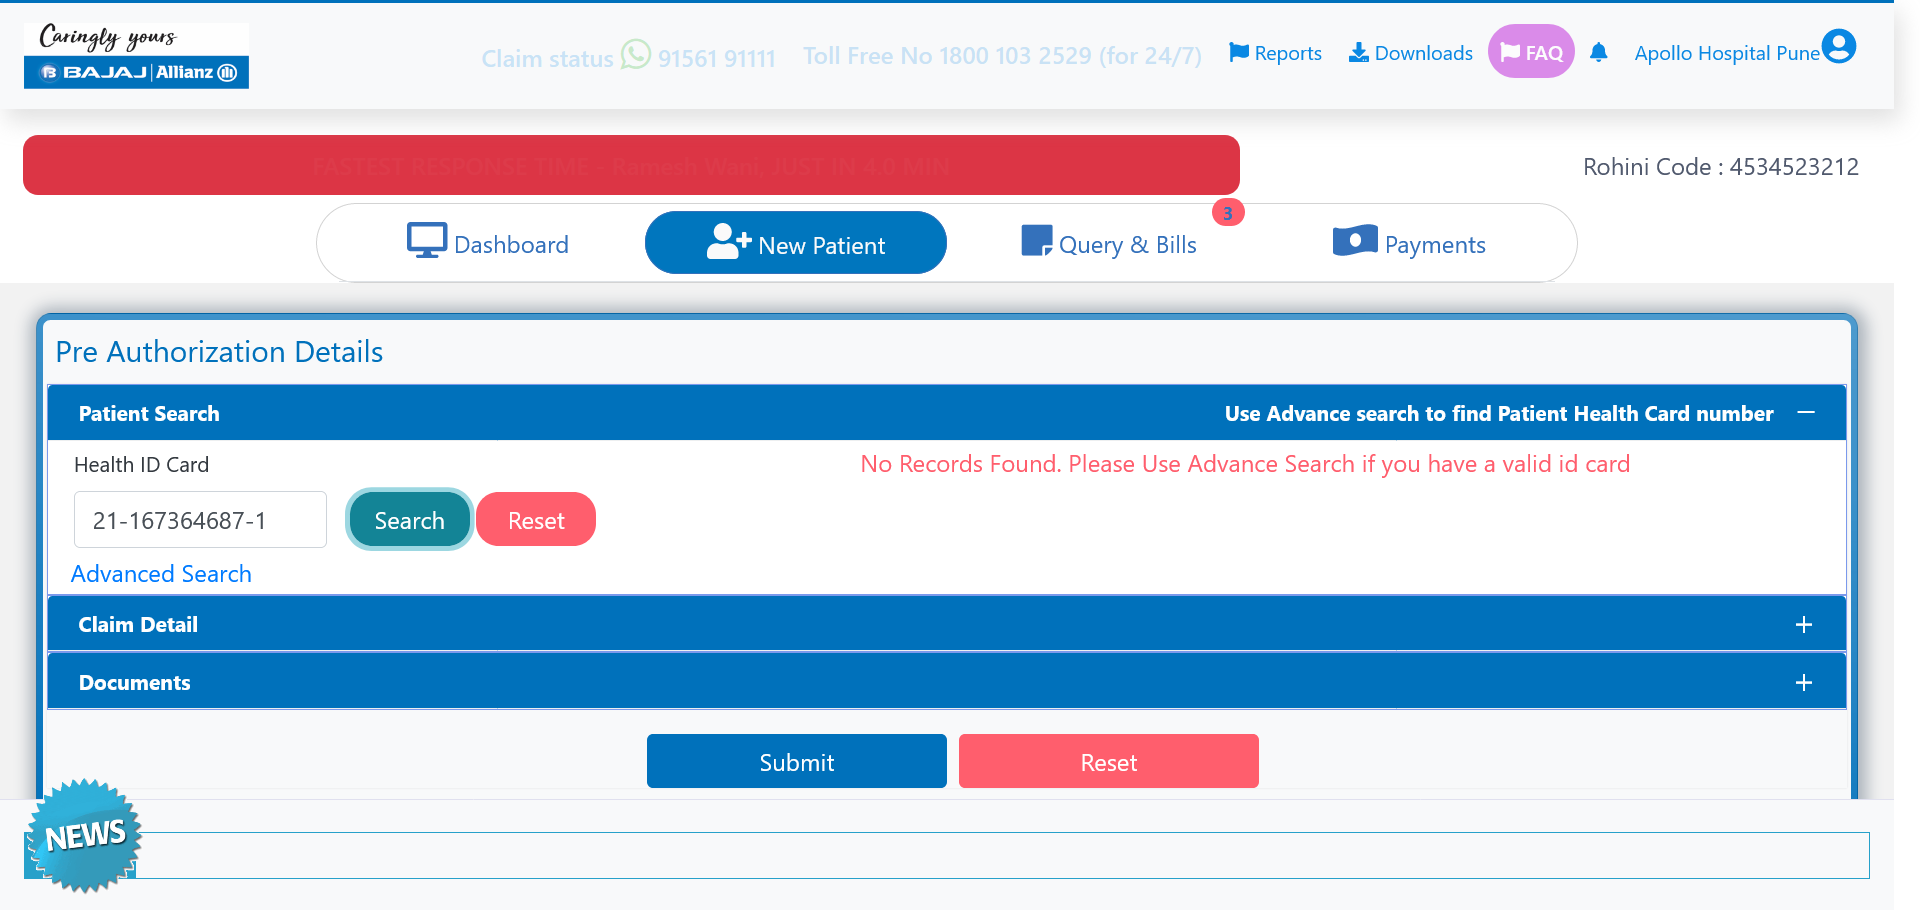 Caringly yours
BAJAJ | Allianz
Claim status 91561 91111
Toll Free No 1800 103 2529 (for 24/7)
Reports
Downloads
FAQ
Apollo Hospital Pune
FASTEST RESPONSE TIME Ramesh Wani, JUST IN 4.0 MIN
Rohini Code : 4534523212
Dashboard
New Patient
Query & Bills
3
Payments
Pre Authorization Details
Patient Search
Use Advance search to find Patient Health Card number
Health ID Card
No Records Found. Please Use Advance Search if you have a valid id card
21-167364687-1
Search
Reset
Advanced Search
Claim Detail
Documents
Submit
Reset
NEWS